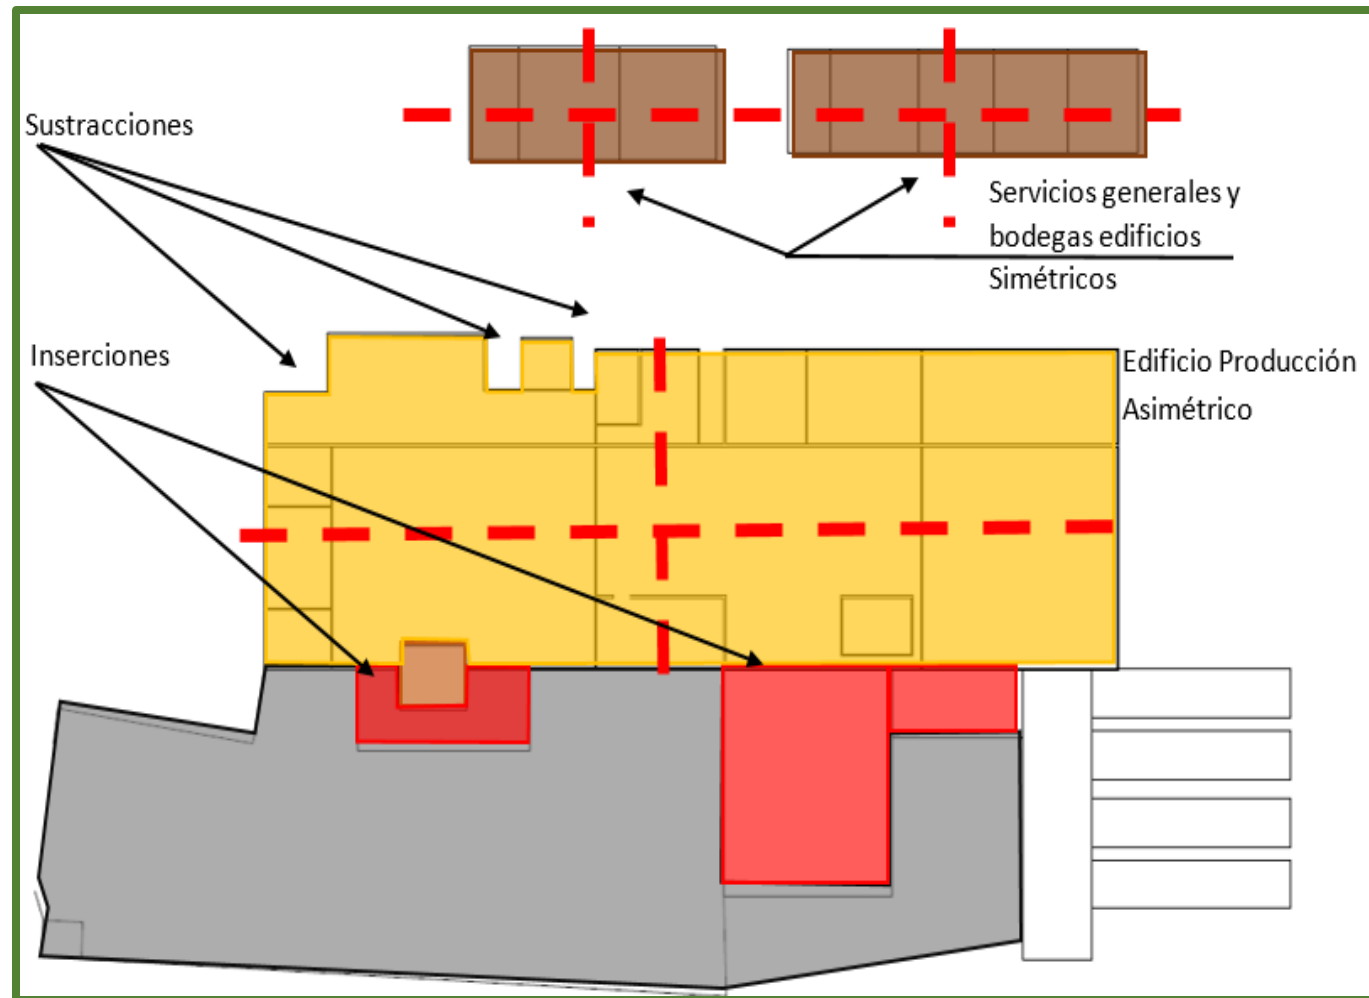 Sustracciones
Servicios generales y
bodegas edificios
Simétricos
Inserciones
Edificio Producción
Asimétrico